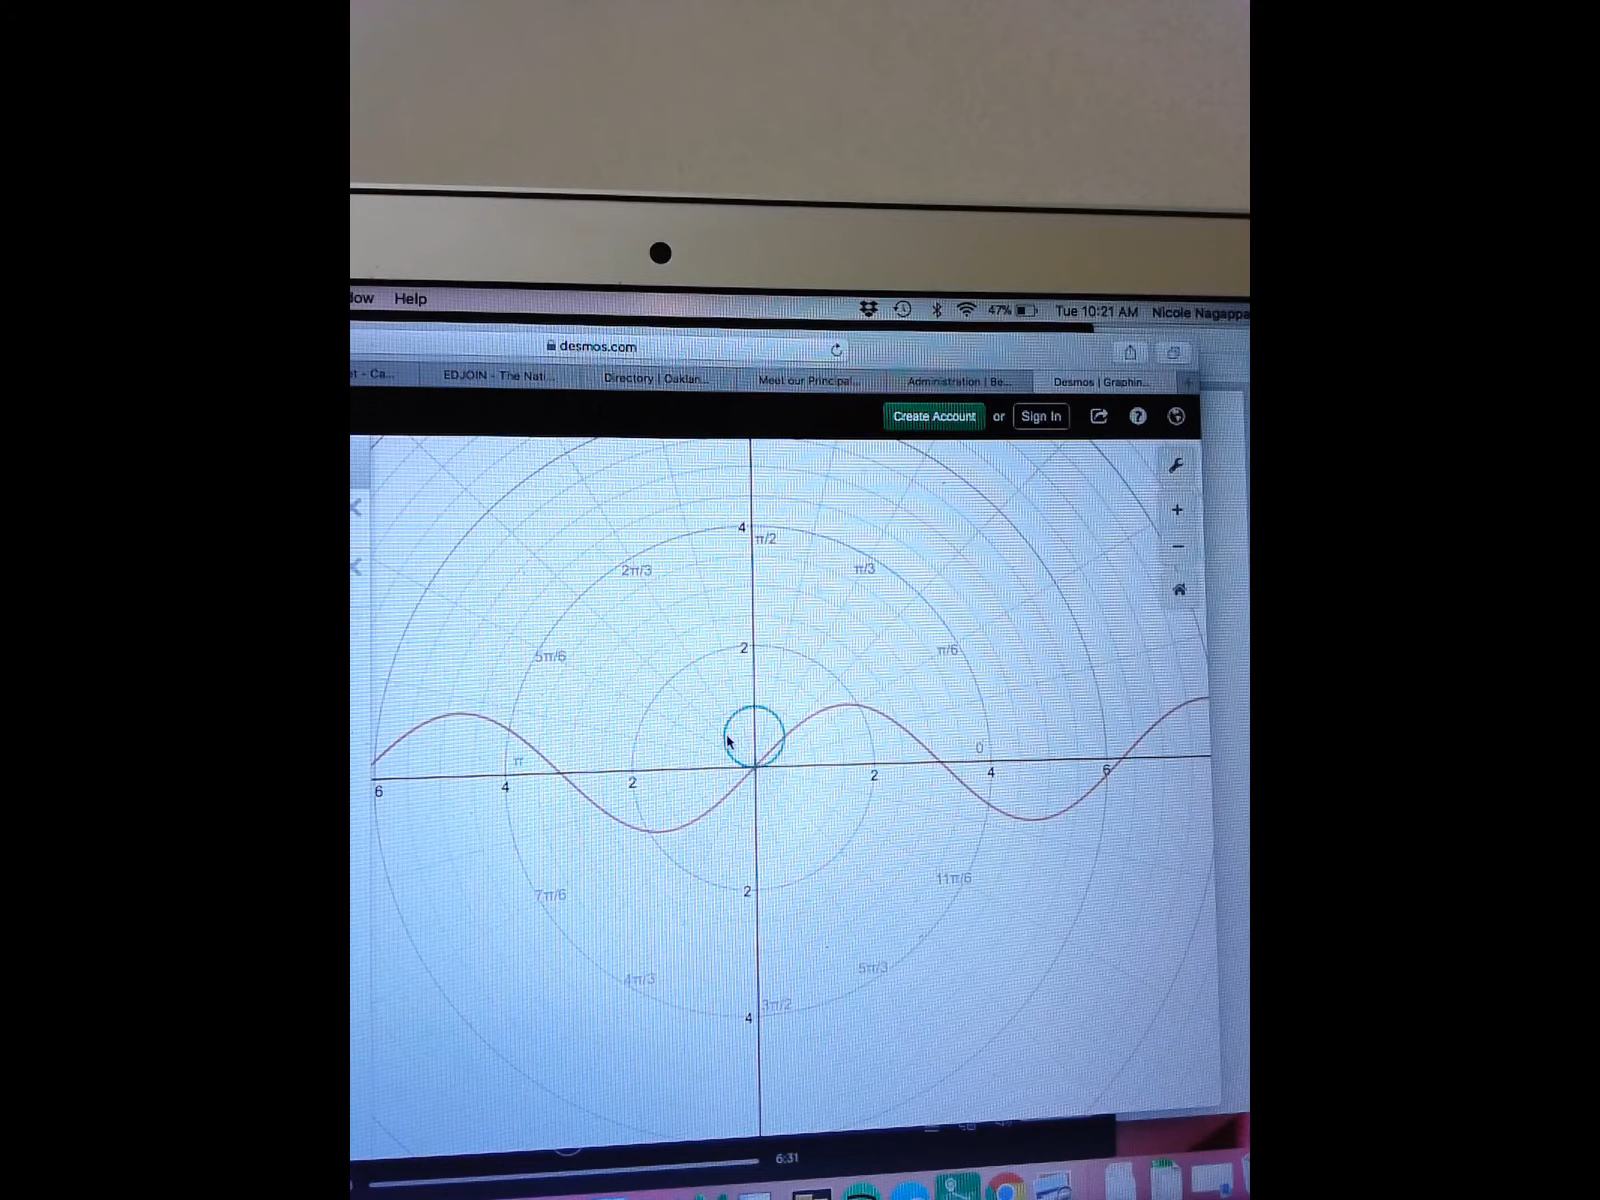 dow Help 47% Tue 10:21 AM Nicole Nagappa
desmos.com
et - Ca... EDJOIN - The Nati... Directory | Oaklan... Meet our Principal... Administration | Be... Desmos | Graphin...
Create Account or Sign In
4
π/2
2π/3 π/3
5π/6 2 π/6
π 0
6 4 2 2 4 6
7π/6 2 11π/6
4π/3 5π/3
4 3π/2
6:31